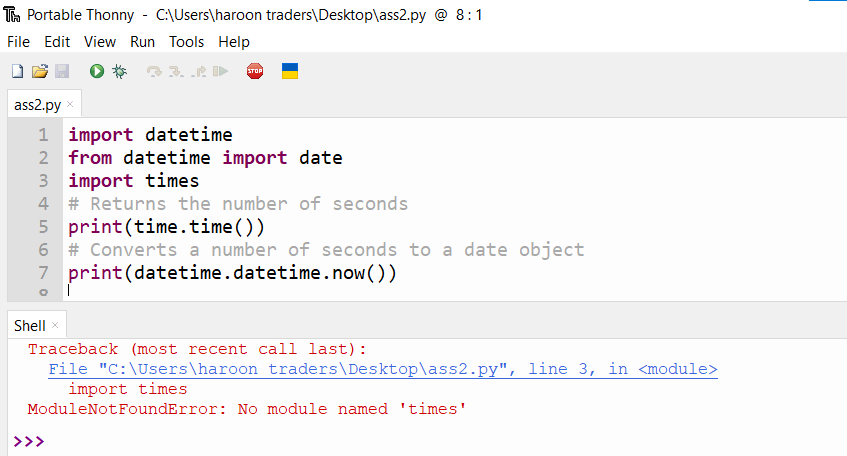 Portable Thonny - C:\Users\haroon traders\Desktop\ass2.py @ 8 : 1
File Edit View Run Tools Help
STOP
ass2.py ×
1 import datetime
2 from datetime import date
3 import times
4 # Returns the number of seconds
5 print(time.time())
6 # Converts a number of seconds to a date object
7 print(datetime.datetime.now())
8
Shell ×
Traceback (most recent call last):
File "C:\Users\haroon traders\Desktop\ass2.py", line 3, in <module>
import times
ModuleNotFoundError: No module named 'times'
>>>